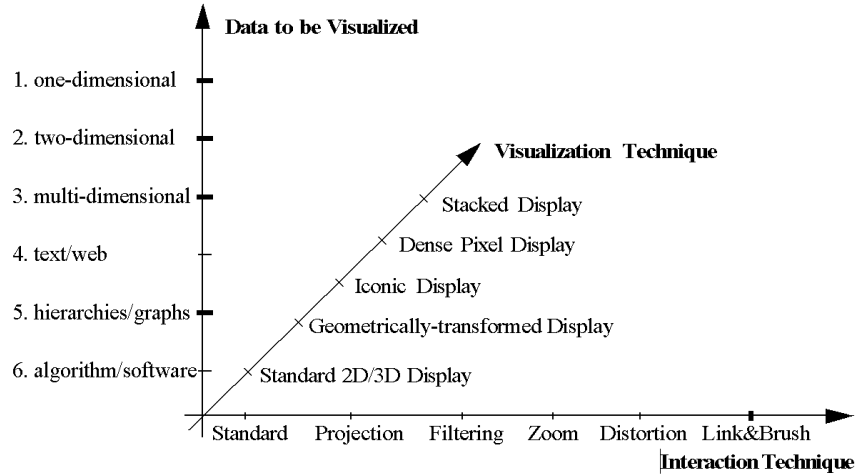 Data to be Visualized
1. one-dimensional
2. two-dimensional
Visualization Technique
3. multi-dimensional
Stacked Display
Dense Pixel Display
4. text/web
Iconic Display
5. hierarchies/graphs
Geometrically-transformed Display
6. algorithm/software
Standard 2D/3D Display
Standard
Projection
Filtering
Zoom
Distortion
Link&Brush
Interaction Technique